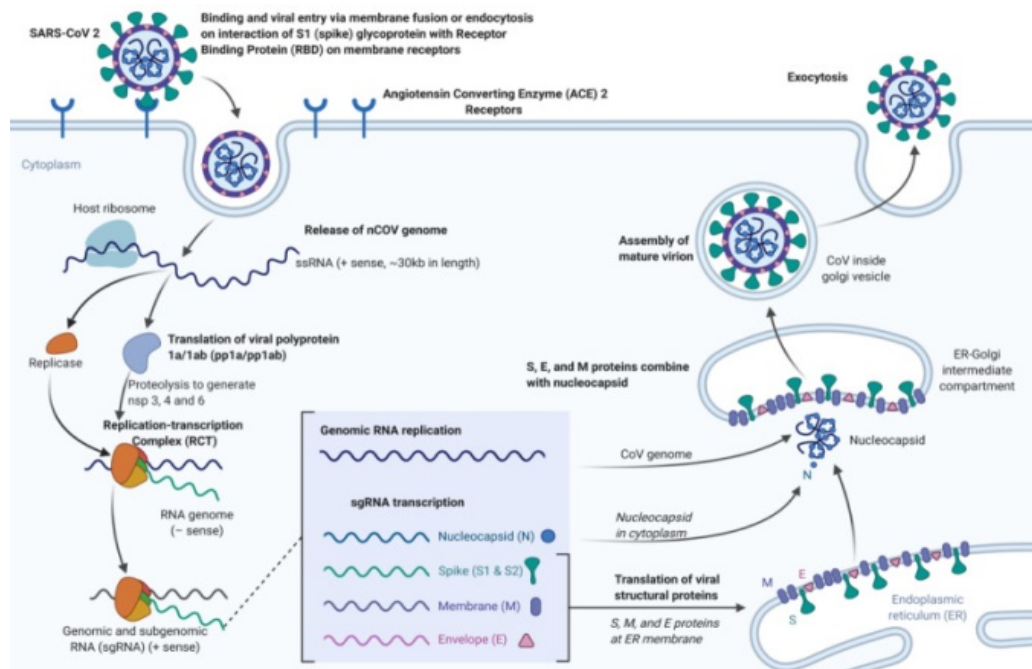 SARS-CoV 2
Binding and viral entry via membrane fusion or endocytosis
on interaction of S1 (spike) glycoprotein with Receptor
Binding Protein (RBD) on membrane receptors
Angiotensin Converting Enzyme (ACE) 2
Receptors
Exocytosis
Cytoplasm
Host ribosome
Release of nCOV genome
ssRNA (+ sense, ~30kb in length)
Assembly of
mature virion
CoV inside
golgi vesicle
Replicase
Translation of viral polyprotein
1a/1ab (pp1a/pp1ab)
Proteolysis to generate
nsp 3, 4 and 6
Replication-transcription
Complex (RCT)
RNA genome
(− sense)
Genomic and subgenomic
RNA (sgRNA) (+ sense)
Genomic RNA replication
sgRNA transcription
Nucleocapsid (N)
Spike (S1 & S2)
Membrane (M)
Envelope (E)
S, E, and M proteins combine
with nucleocapsid
ER-Golgi
intermediate
compartment
CoV genome
Nucleocapsid
N
Nucleocapsid
in cytoplasm
Translation of viral
structural proteins
S, M, and E proteins
at ER membrane
M
E
S
Endoplasmic
reticulum (ER)